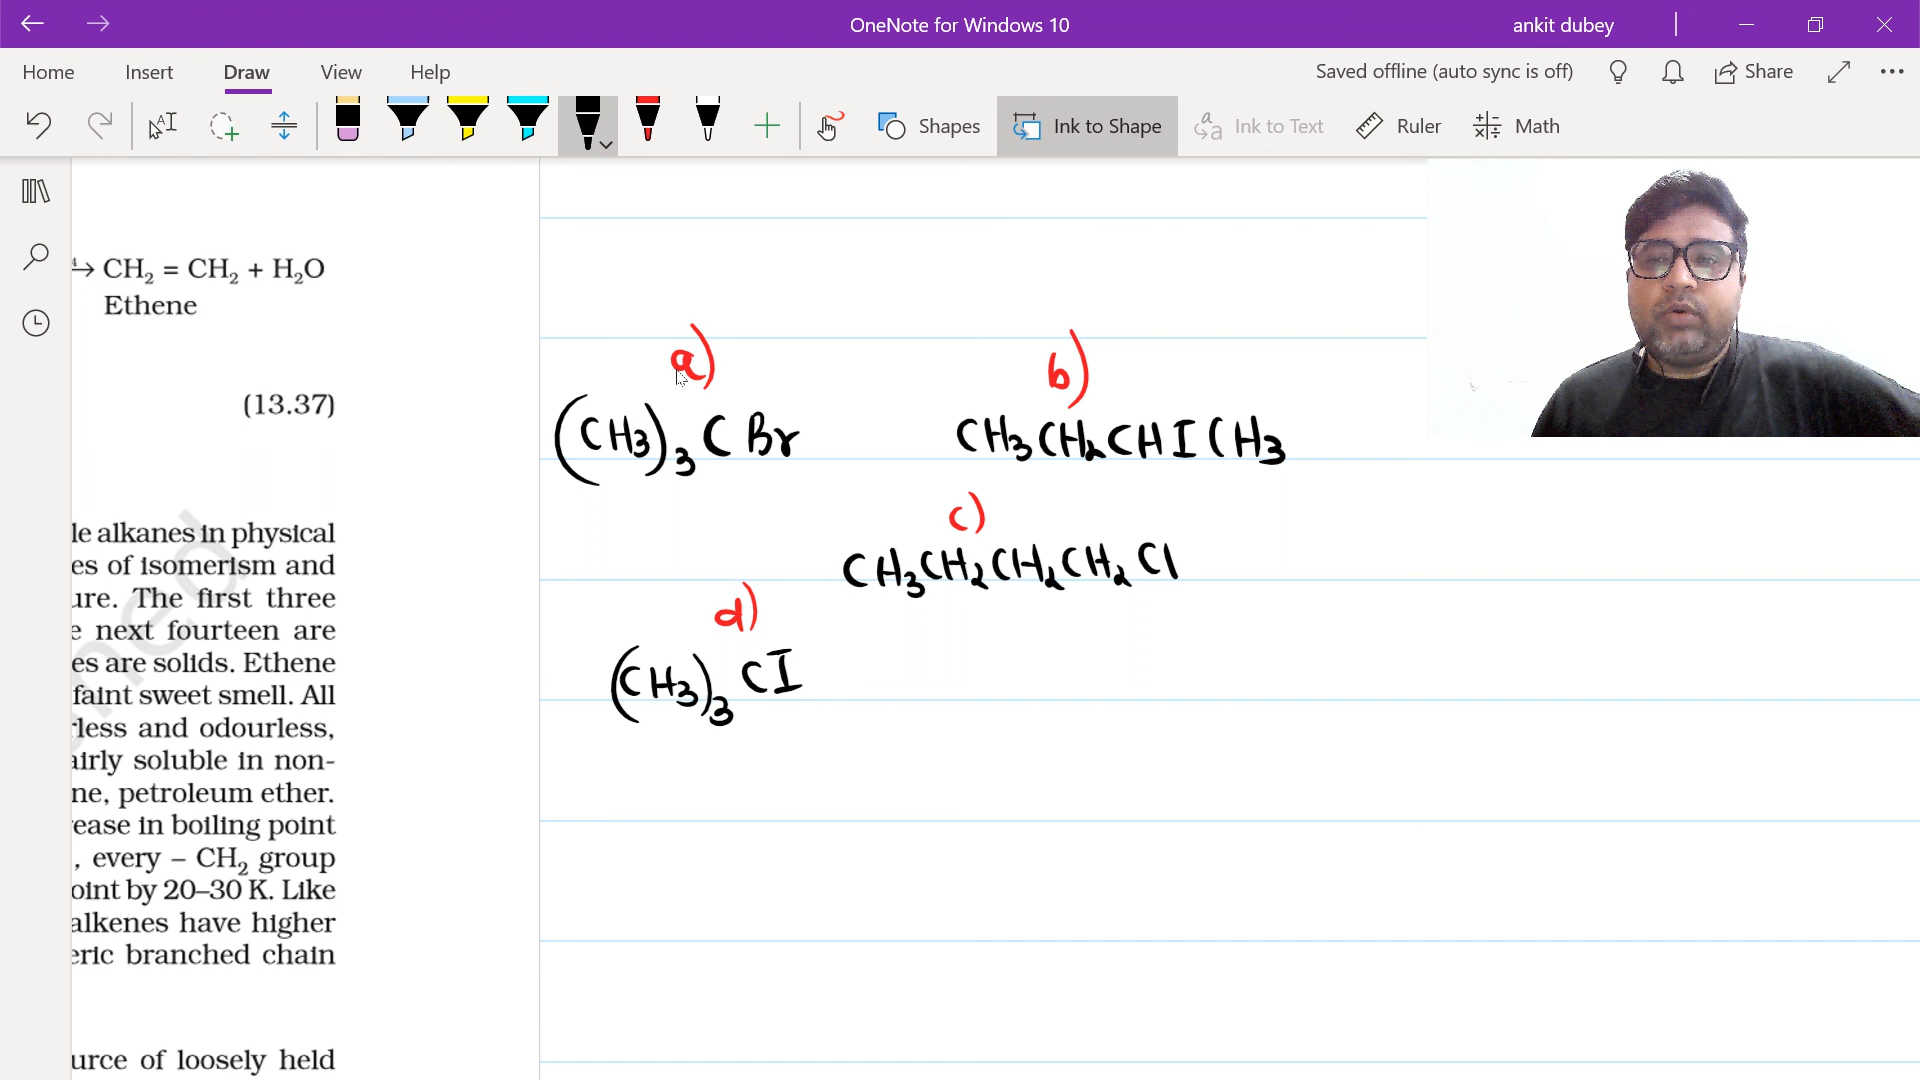 OneNote for Windows 10
ankit dubey
Home Insert Draw View Help
Saved offline (auto sync is off)
Share
Shapes
Ink to Shape
Ink to Text
Ruler
Math
→ CH₂ = CH₂ + H₂O
Ethene
(13.37)
le alkanes in physical
es of isomerism and
ure. The first three
e next fourteen are
es are solids. Ethene
faint sweet smell. All
rless and odourless,
airly soluble in non-
ne, petroleum ether.
rease in boiling point
, every – CH₂ group
oint by 20–30 K. Like
alkenes have higher
eric branched chain
urce of loosely held
a)
(CH3)₃CBr
b)
CH₃CH₂CHICH₃
c)
CH₃CH₂CH₂CH₂Cl
d)
(CH3)₃CI